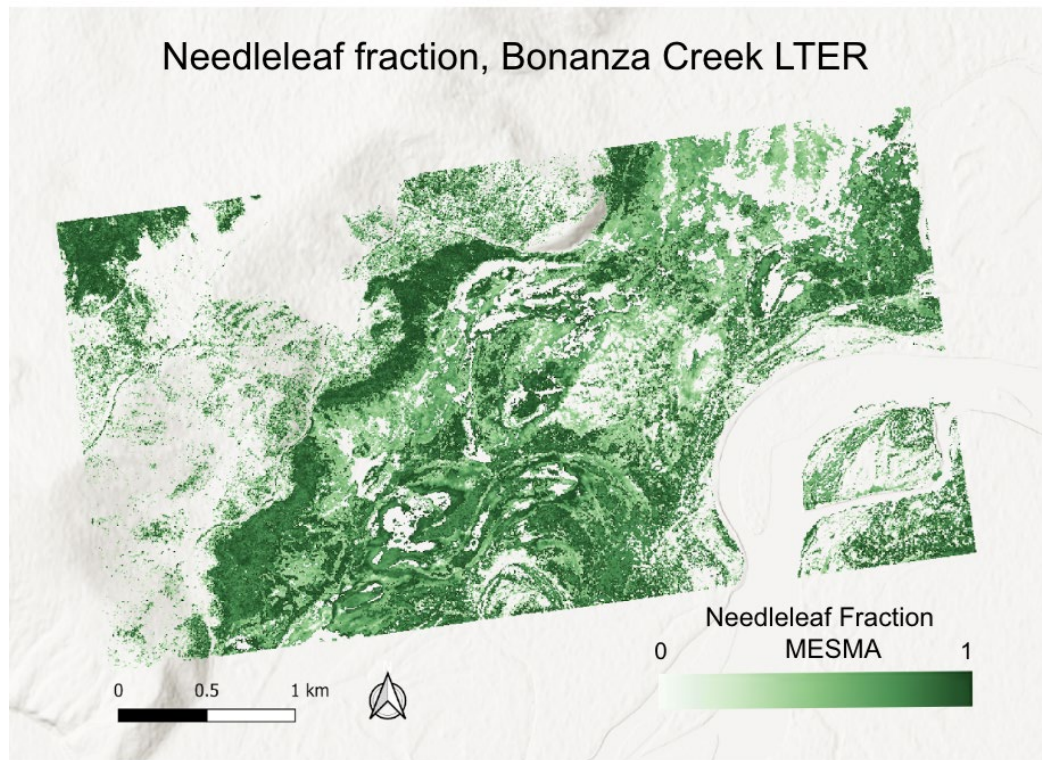 Needleleaf fraction, Bonanza Creek LTER
Needleleaf Fraction
MESMA
0 1
0 0.5 1 km